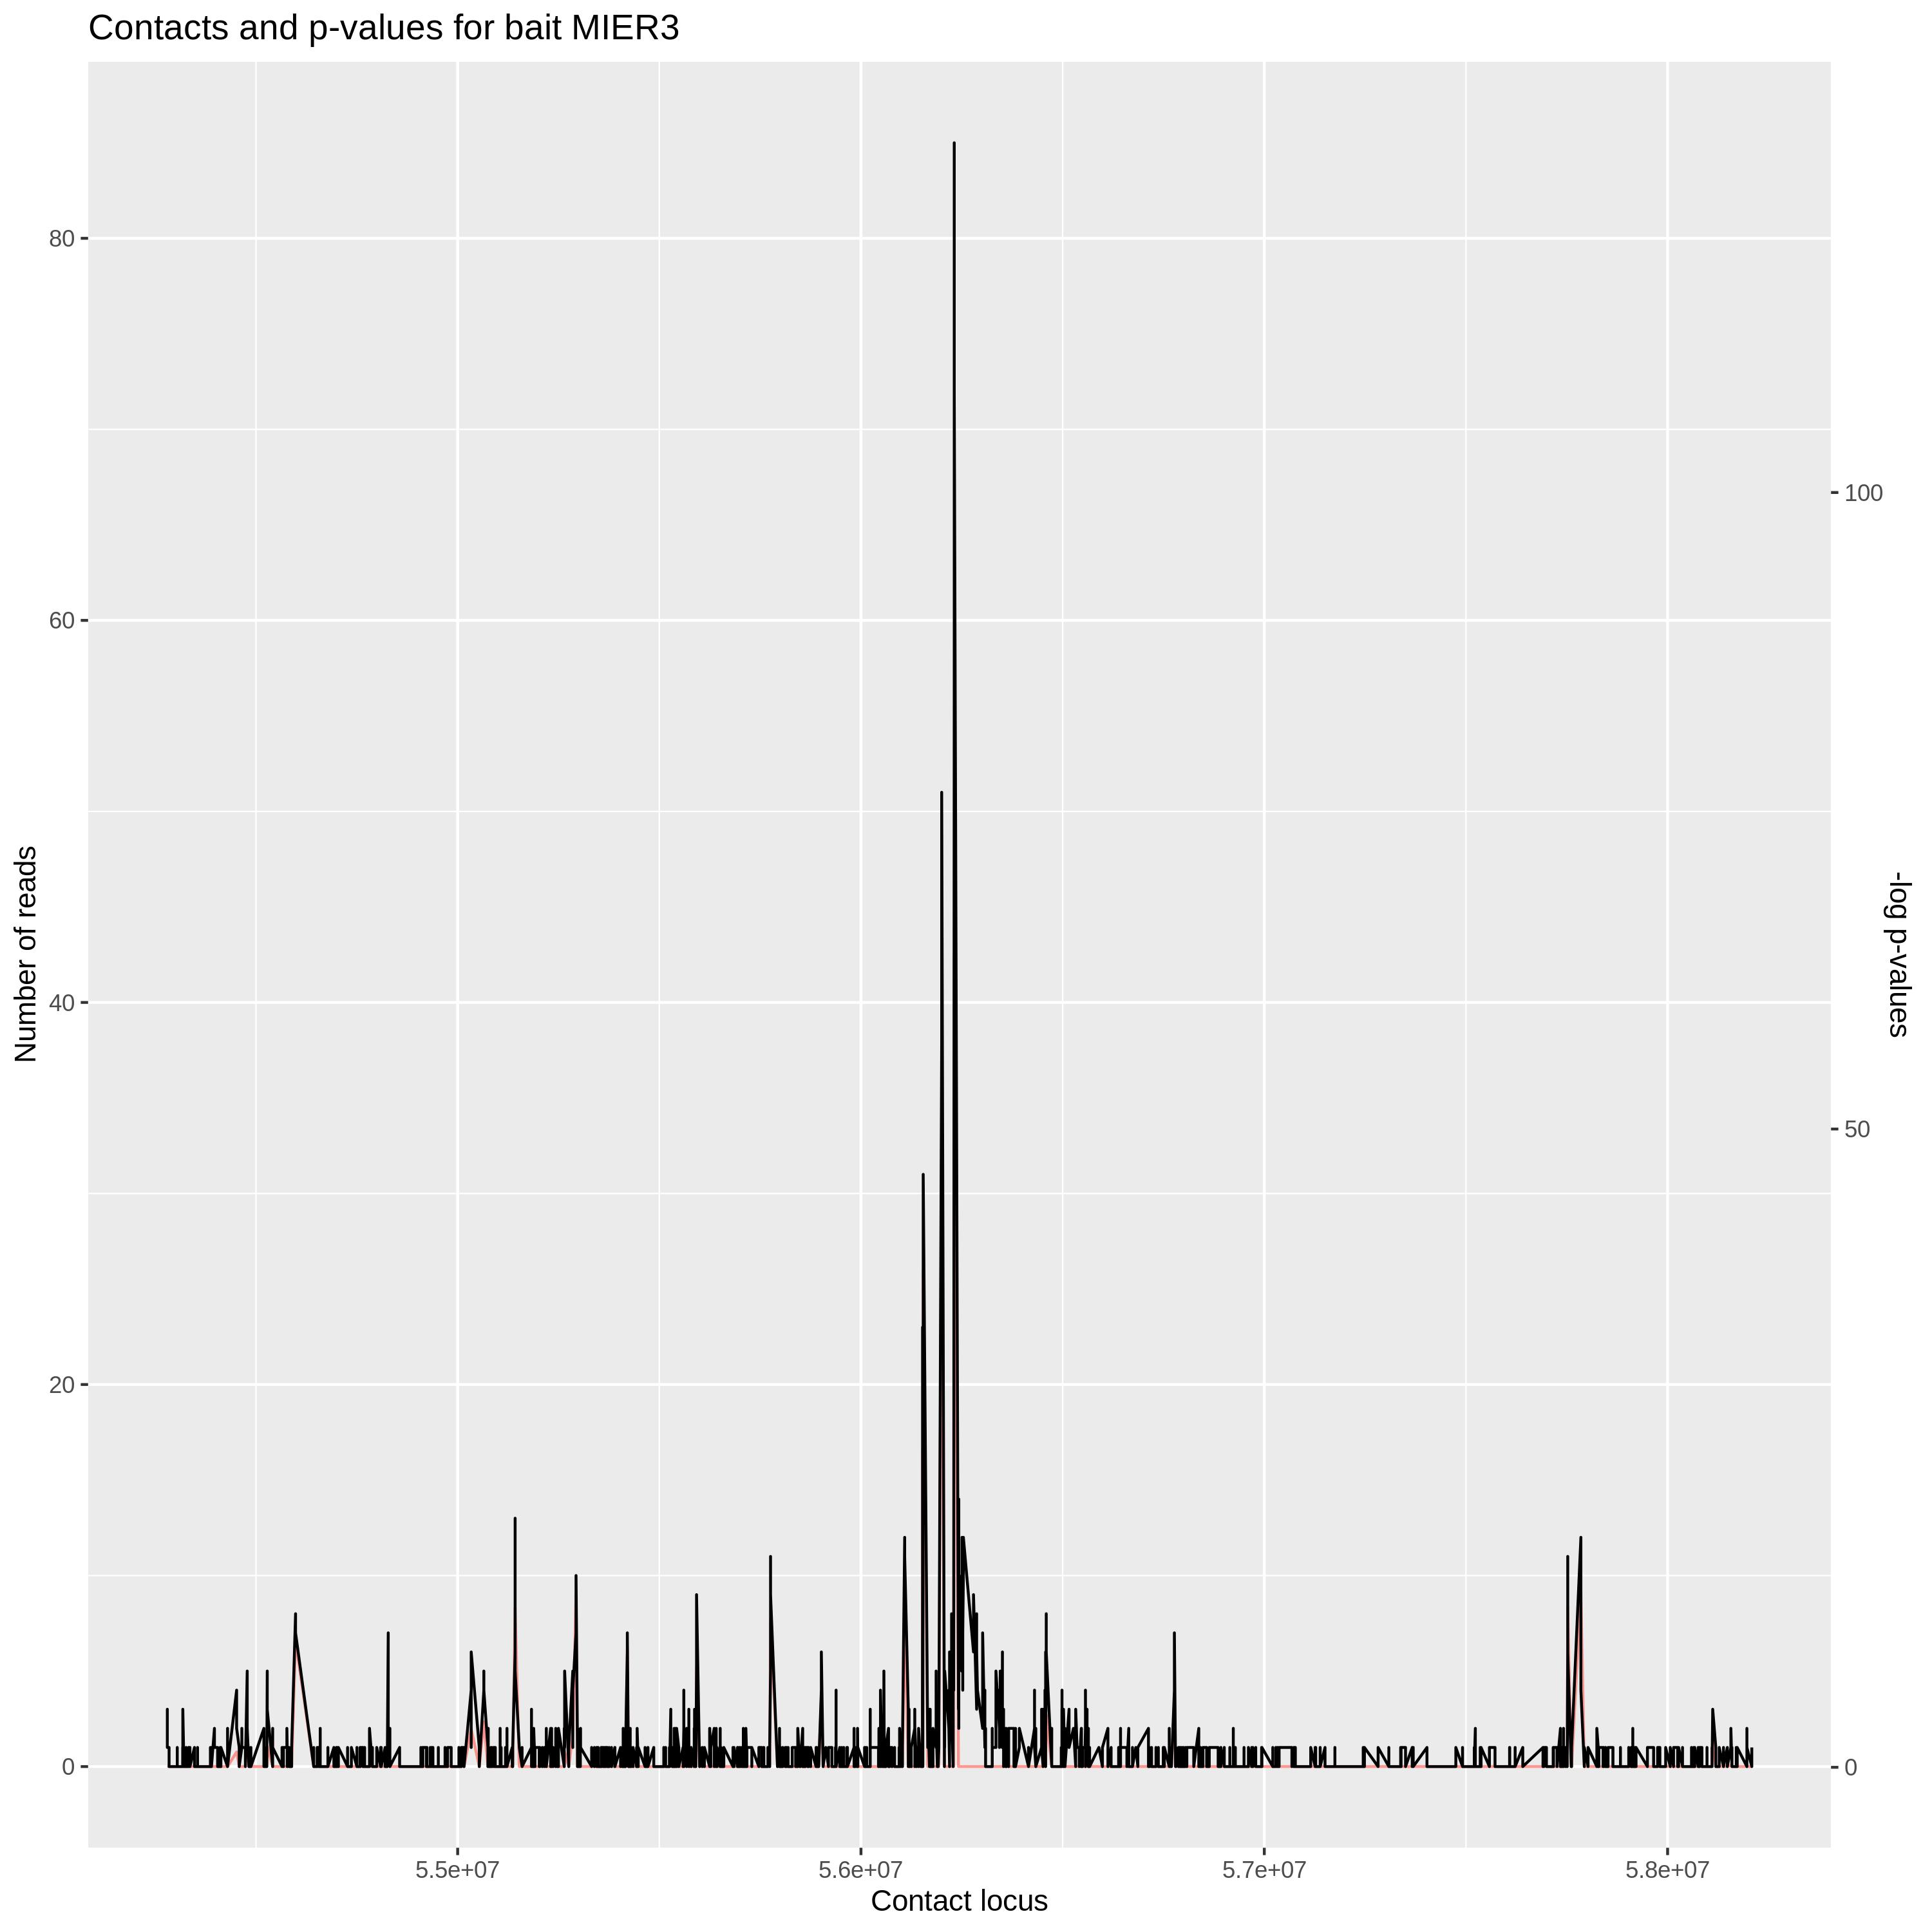 Contacts and p-values for bait MIER3
80
60
40
20
0
Number of reads
100
50
0
-log p-values
5.5e+07 5.6e+07 5.7e+07 5.8e+07
Contact locus